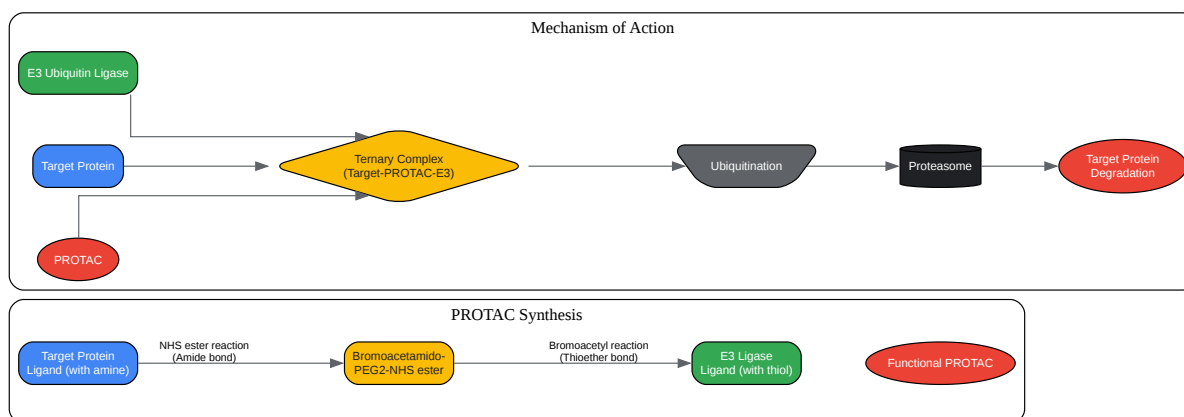 Mechanism of Action
E3 Ubiquitin Ligase
Target Protein
Ternary Complex
(Target-PROTAC-E3)
Ubiquitination
Proteasome
Target Protein
Degradation
PROTAC
PROTAC Synthesis
Target Protein
Ligand (with amine)
NHS ester reaction
(Amide bond)
Bromoacetamido-
PEG2-NHS ester
Bromoacetyl reaction
(Thioether bond)
E3 Ligase
Ligand (with thiol)
Functional PROTAC